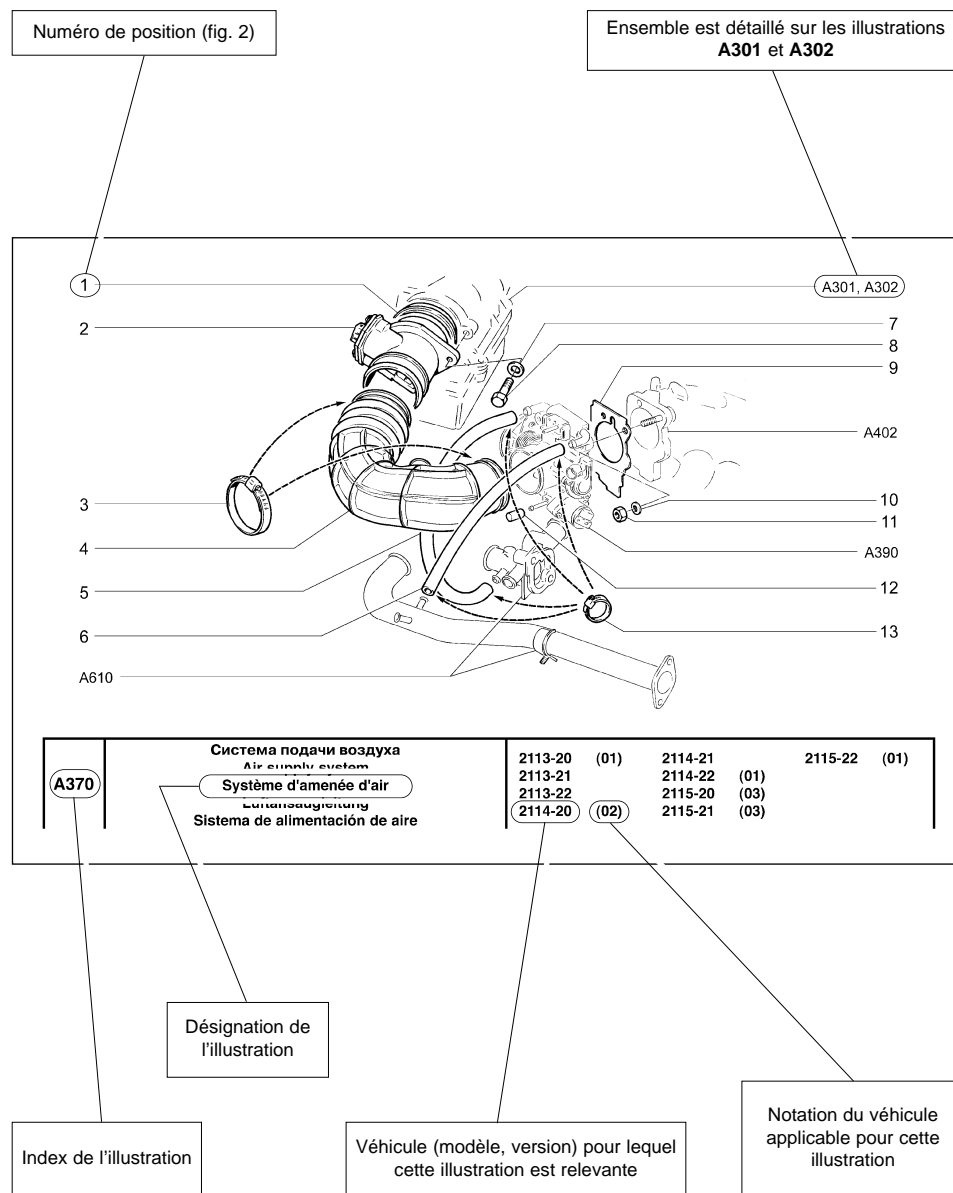 Numéro de position (fig. 2)
Ensemble est détaillé sur les illustrations
A301 et A302
1
A301, A302
2
7
8
9
A402
3
10
11
4
A390
5
12
6
13
A610
A370
Система подачи воздуха
Air supply system
Système d'amenée d'air
Luftansaugleitung
Sistema de alimentación de aire
2113-20 (01) 2114-21 2115-22 (01)
2113-21 2114-22 (01)
2113-22 2115-20 (03)
2114-20 (02) 2115-21 (03)
Désignation de
l'illustration
Index de l'illustration
Véhicule (modèle, version) pour lequel
cette illustration est relevante
Notation du véhicule
applicable pour cette
illustration